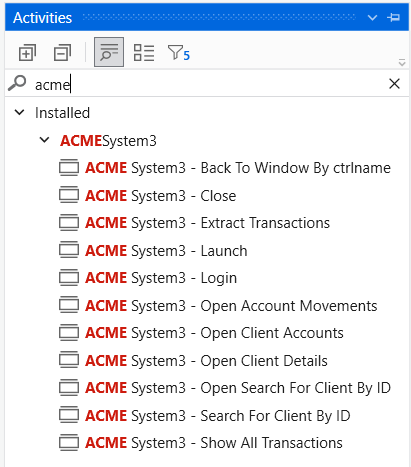 Activities
5
acme
Installed
ACMESystem3
ACME System3 - Back To Window By ctrlname
ACME System3 - Close
ACME System3 - Extract Transactions
ACME System3 - Launch
ACME System3 - Login
ACME System3 - Open Account Movements
ACME System3 - Open Client Accounts
ACME System3 - Open Client Details
ACME System3 - Open Search For Client By ID
ACME System3 - Search For Client By ID
ACME System3 - Show All Transactions